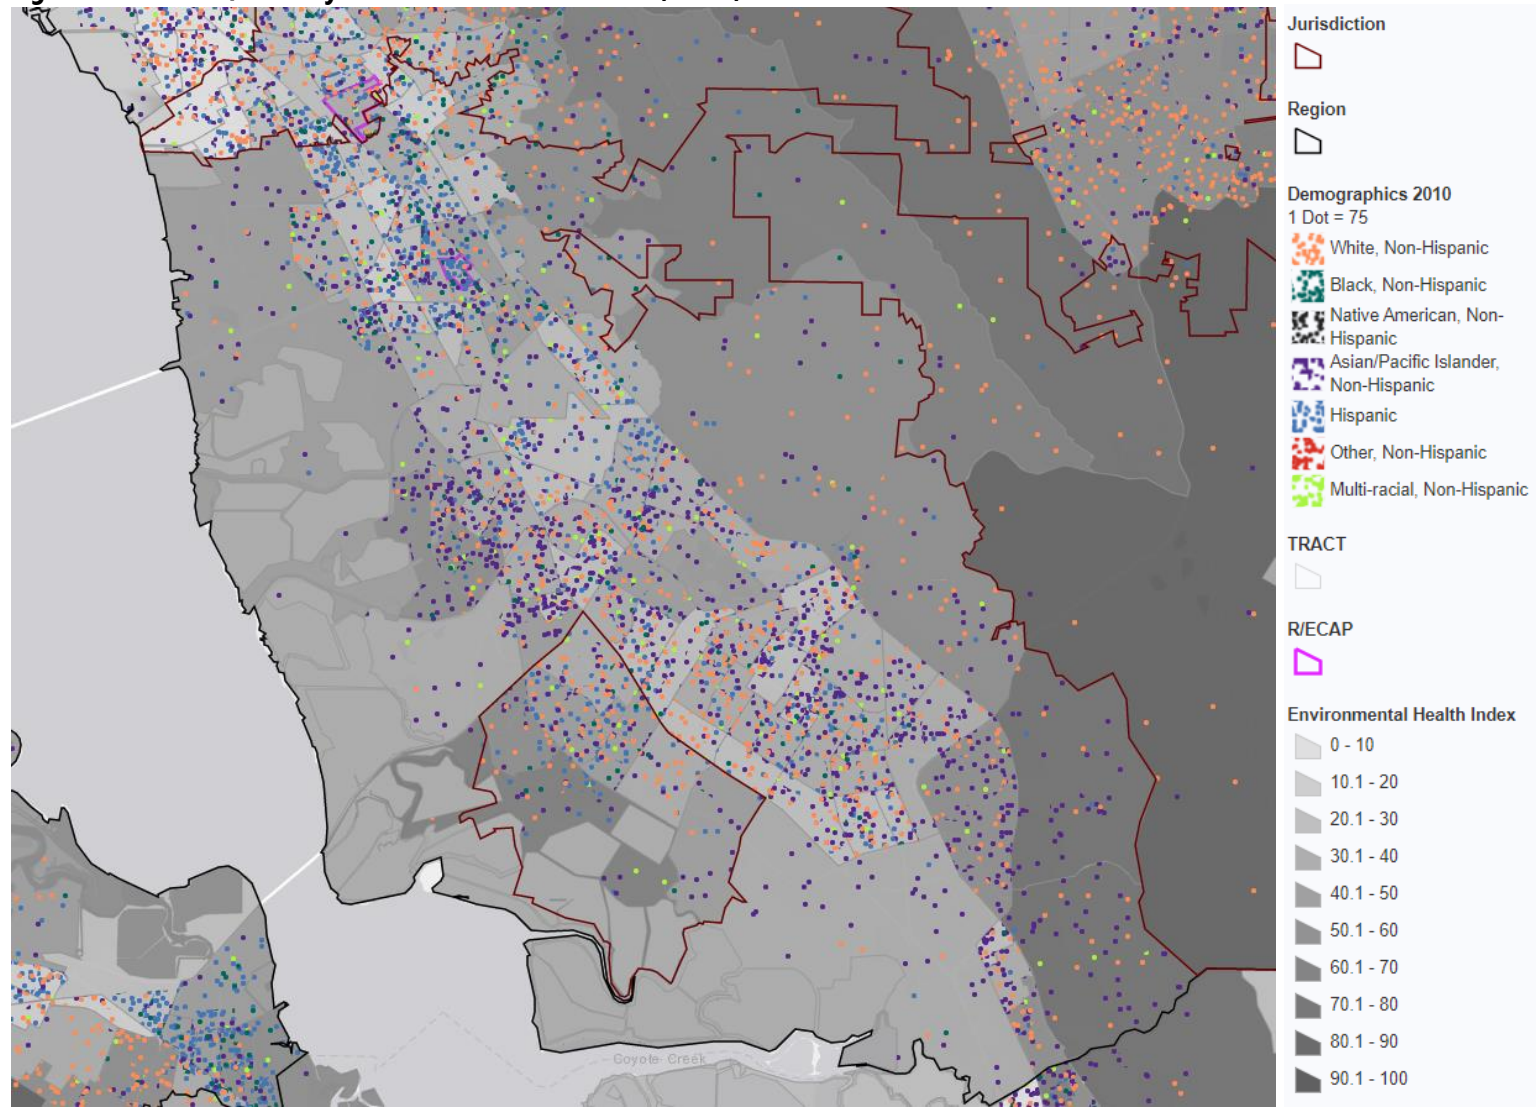 Jurisdiction
Region
Demographics 2010
1 Dot = 75
White, Non-Hispanic
Black, Non-Hispanic
Native American, Non-
Hispanic
Asian/Pacific Islander,
Non-Hispanic
Hispanic
Other, Non-Hispanic
Multi-racial, Non-Hispanic
TRACT
R/ECAP
Environmental Health Index
0 - 10
10.1 - 20
20.1 - 30
30.1 - 40
40.1 - 50
50.1 - 60
60.1 - 70
70.1 - 80
80.1 - 90
90.1 - 100
Coyote Creek